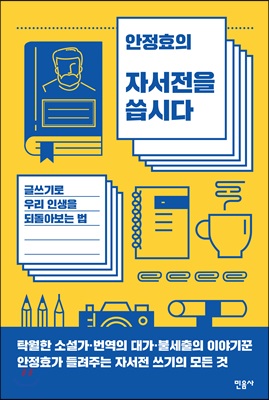 안정효의
자서전을
씁시다
글쓰기로
우리 인생을
되돌아보는 법
탁월한 소설가·번역의 대가·불세출의 이야기꾼
안정효가 들려주는 자서전 쓰기의 모든 것
민음사